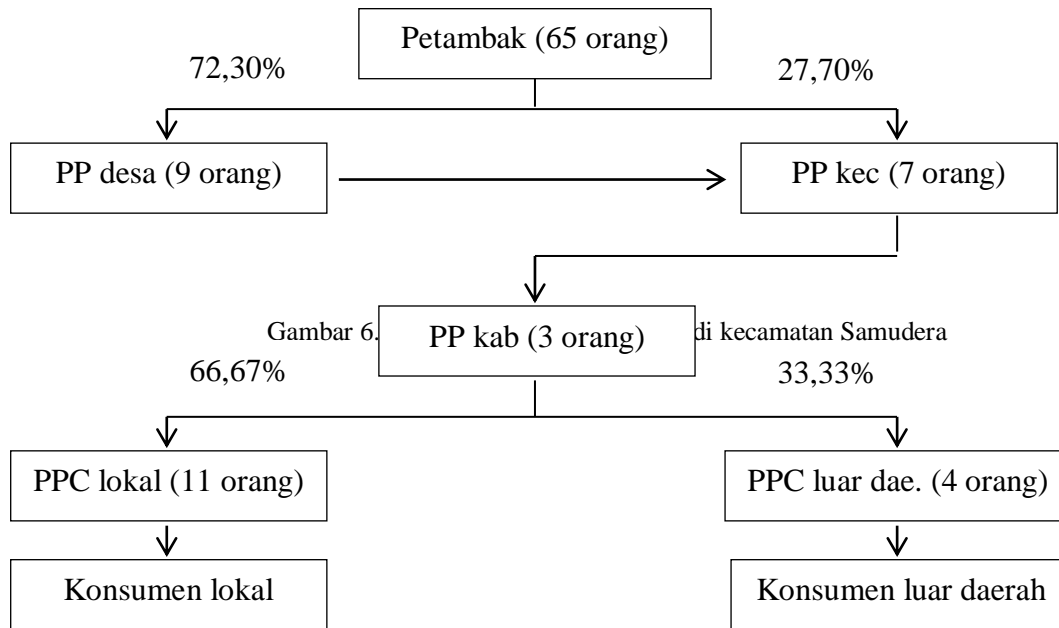 Petambak (65 orang)
72,30%
27,70%
PP desa (9 orang)
PP kec (7 orang)
Gambar 6.
PP kab (3 orang)
di kecamatan Samudera
66,67%
33,33%
PPC lokal (11 orang)
PPC luar dae. (4 orang)
Konsumen lokal
Konsumen luar daerah